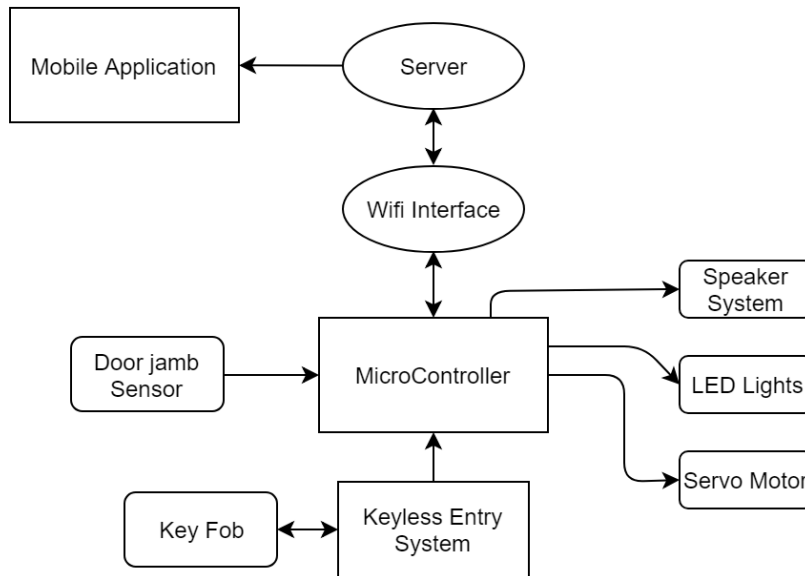 Mobile Application
Server
Wifi Interface
Speaker
System
Door jamb
Sensor
MicroController
LED Lights
Servo Motor
Key Fob
Keyless Entry
System